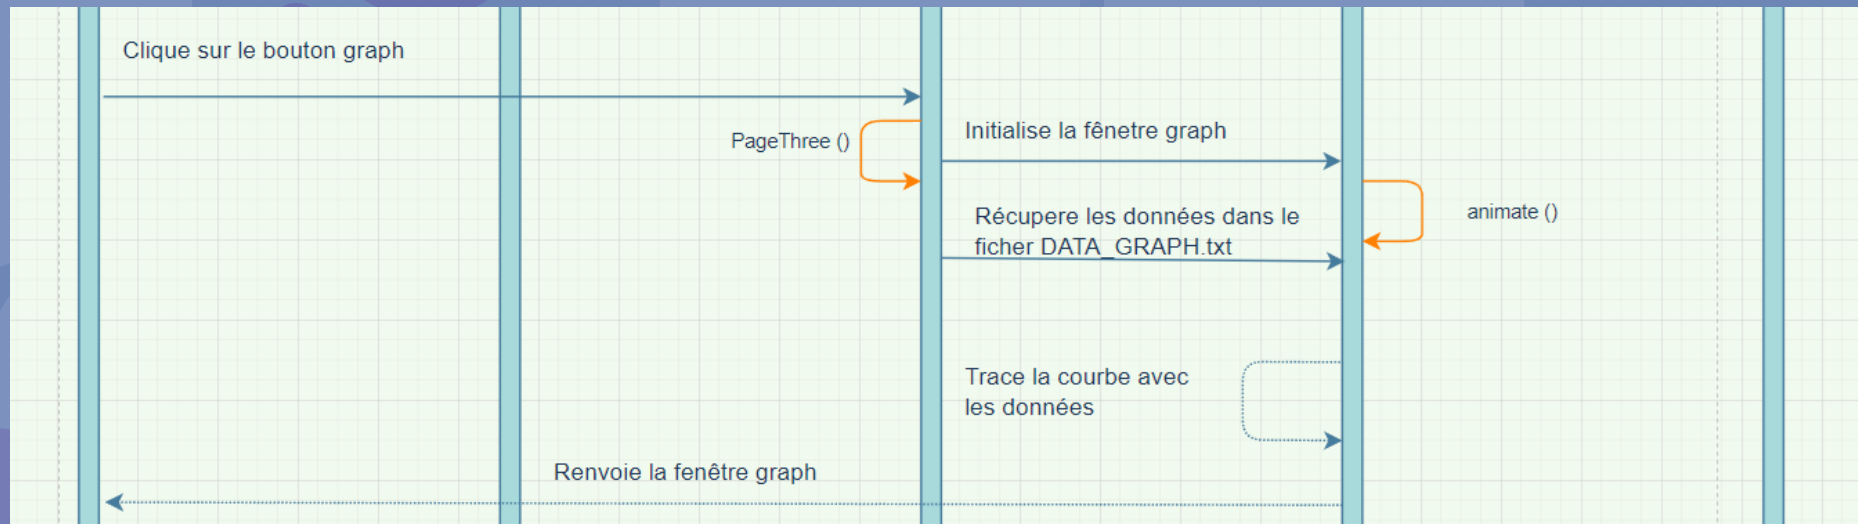 Clique sur le bouton graph
PageThree ()
Initialise la fênetre graph
animate ()
Récupere les données dans le
ficher DATA_GRAPH.txt
Trace la courbe avec
les données
Renvoie la fenêtre graph